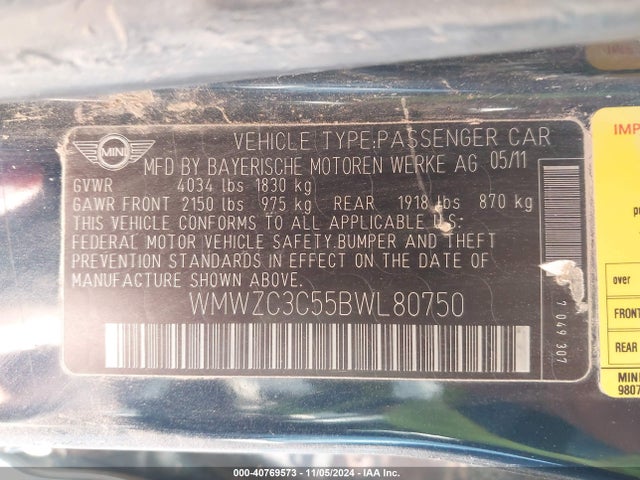 MINI
VEHICLE TYPE:PASSENGER CAR
MFD BY BAYERISCHE MOTOREN WERKE AG 05/11
GVWR 4034 lbs 1830 kg
GAWR FRONT 2150 lbs 975 kg REAR 1918 lbs 870 kg
THIS VEHICLE CONFORMS TO ALL APPLICABLE U.S:
FEDERAL MOTOR VEHICLE SAFETY.BUMPER AND THEFT
PREVENTION STANDARDS IN EFFECT ON THE DATE OF
MANUFACTURE SHOWN ABOVE:
WMWZC3C55BWL80750
7 049 307
over
FRONT
REAR
MINI
9807
000-40769573 - 11/05/2024 - IAA Inc.